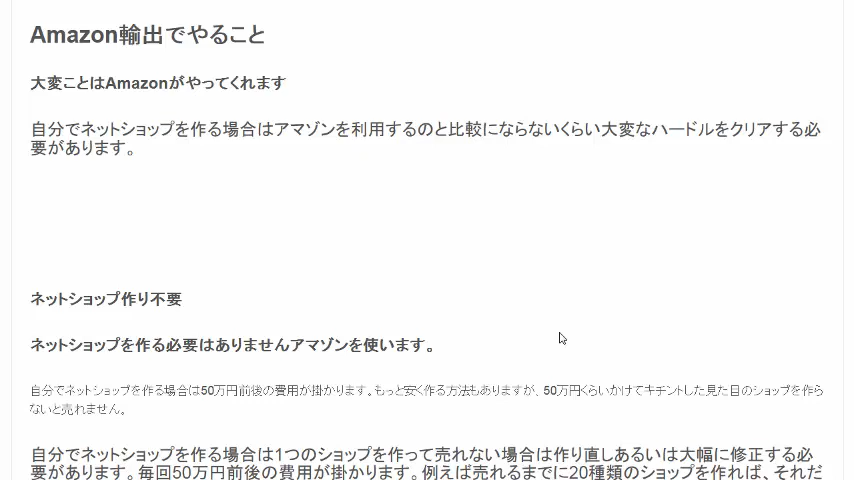 Amazon輸出でやること
大変ことはAmazonがやってくれます
自分でネットショップを作る場合はアマゾンを利用するのと比較にならないくらい大変なハードルをクリアする必
要があります。
ネットショップ作り不要
ネットショップを作る必要はありませんアマゾンを使います。
自分でネットショップを作る場合は50万円前後の費用が掛かります。もっと安く作る方法もありますが、50万円くらいかけてキチントした見た目のショップを作ら
ないと売れません。
自分でネットショップを作る場合は1つのショップを作って売れない場合は作り直しあるいは大幅に修正する必
要があります。毎回50万円前後の費用が掛かります。例えば売れるまでに20種類のショップを作れば、それだ